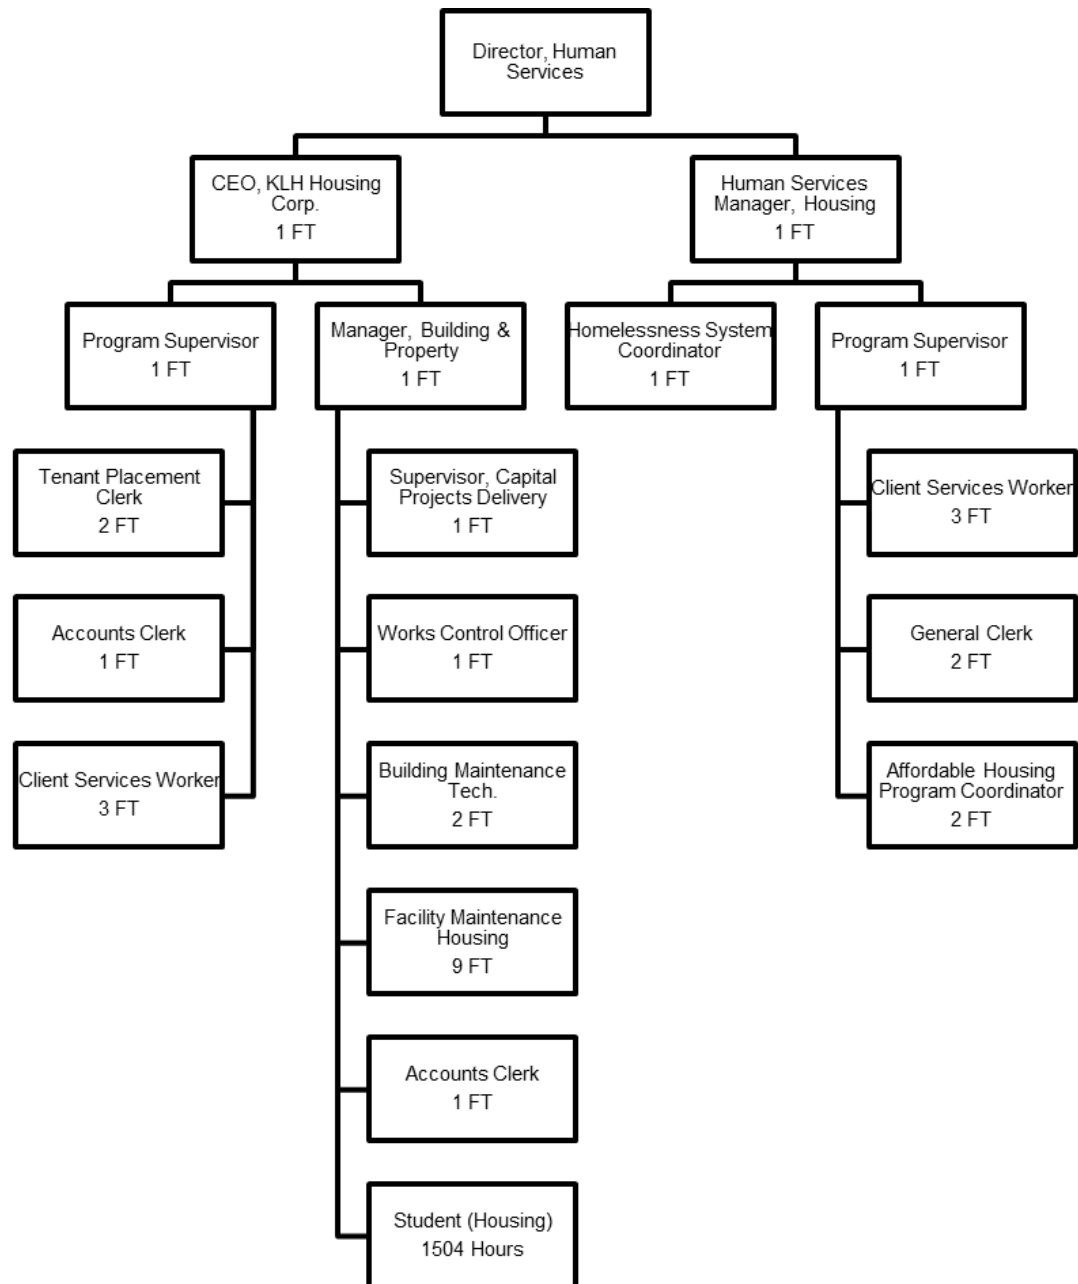 Director, Human
Services
CEO, KLH Housing
Corp.
1 FT
Human Services
Manager, Housing
1 FT
Program Supervisor
1 FT
Manager, Building &
Property
1 FT
Homelessness System
Coordinator
1 FT
Program Supervisor
1 FT
Tenant Placement
Clerk
2 FT
Supervisor, Capital
Projects Delivery
1 FT
Client Services Worker
3 FT
Accounts Clerk
1 FT
Works Control Officer
1 FT
General Clerk
2 FT
Client Services Worker
3 FT
Building Maintenance
Tech.
2 FT
Affordable Housing
Program Coordinator
2 FT
Facility Maintenance
Housing
9 FT
Accounts Clerk
1 FT
Student (Housing)
1504 Hours